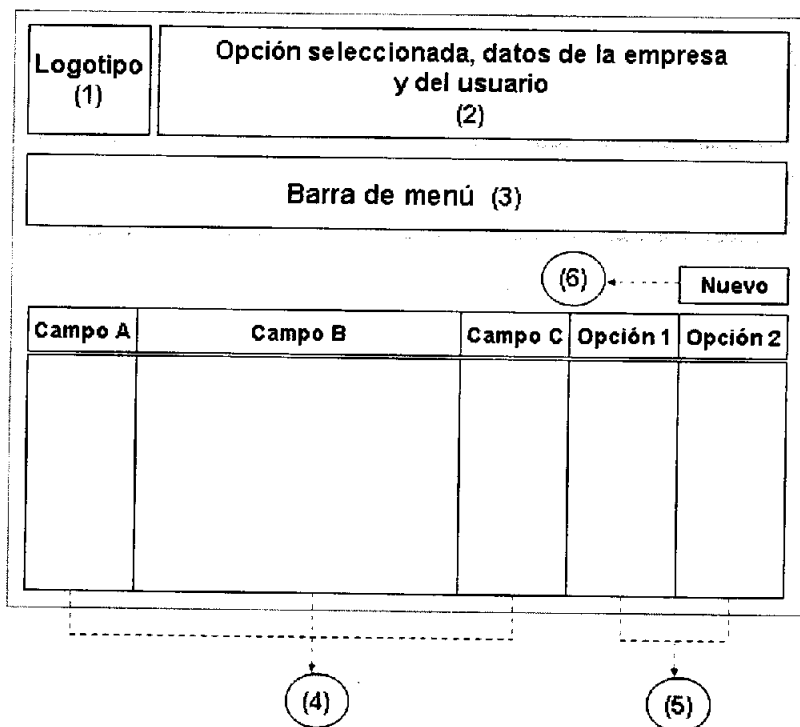 Logotipo
(1)
Opción seleccionada, datos de la empresa
y del usuario
(2)
Barra de menú (3)
(6)
Nuevo
Campo A
Campo B
Campo C
Opción 1
Opción 2
(4)
(5)